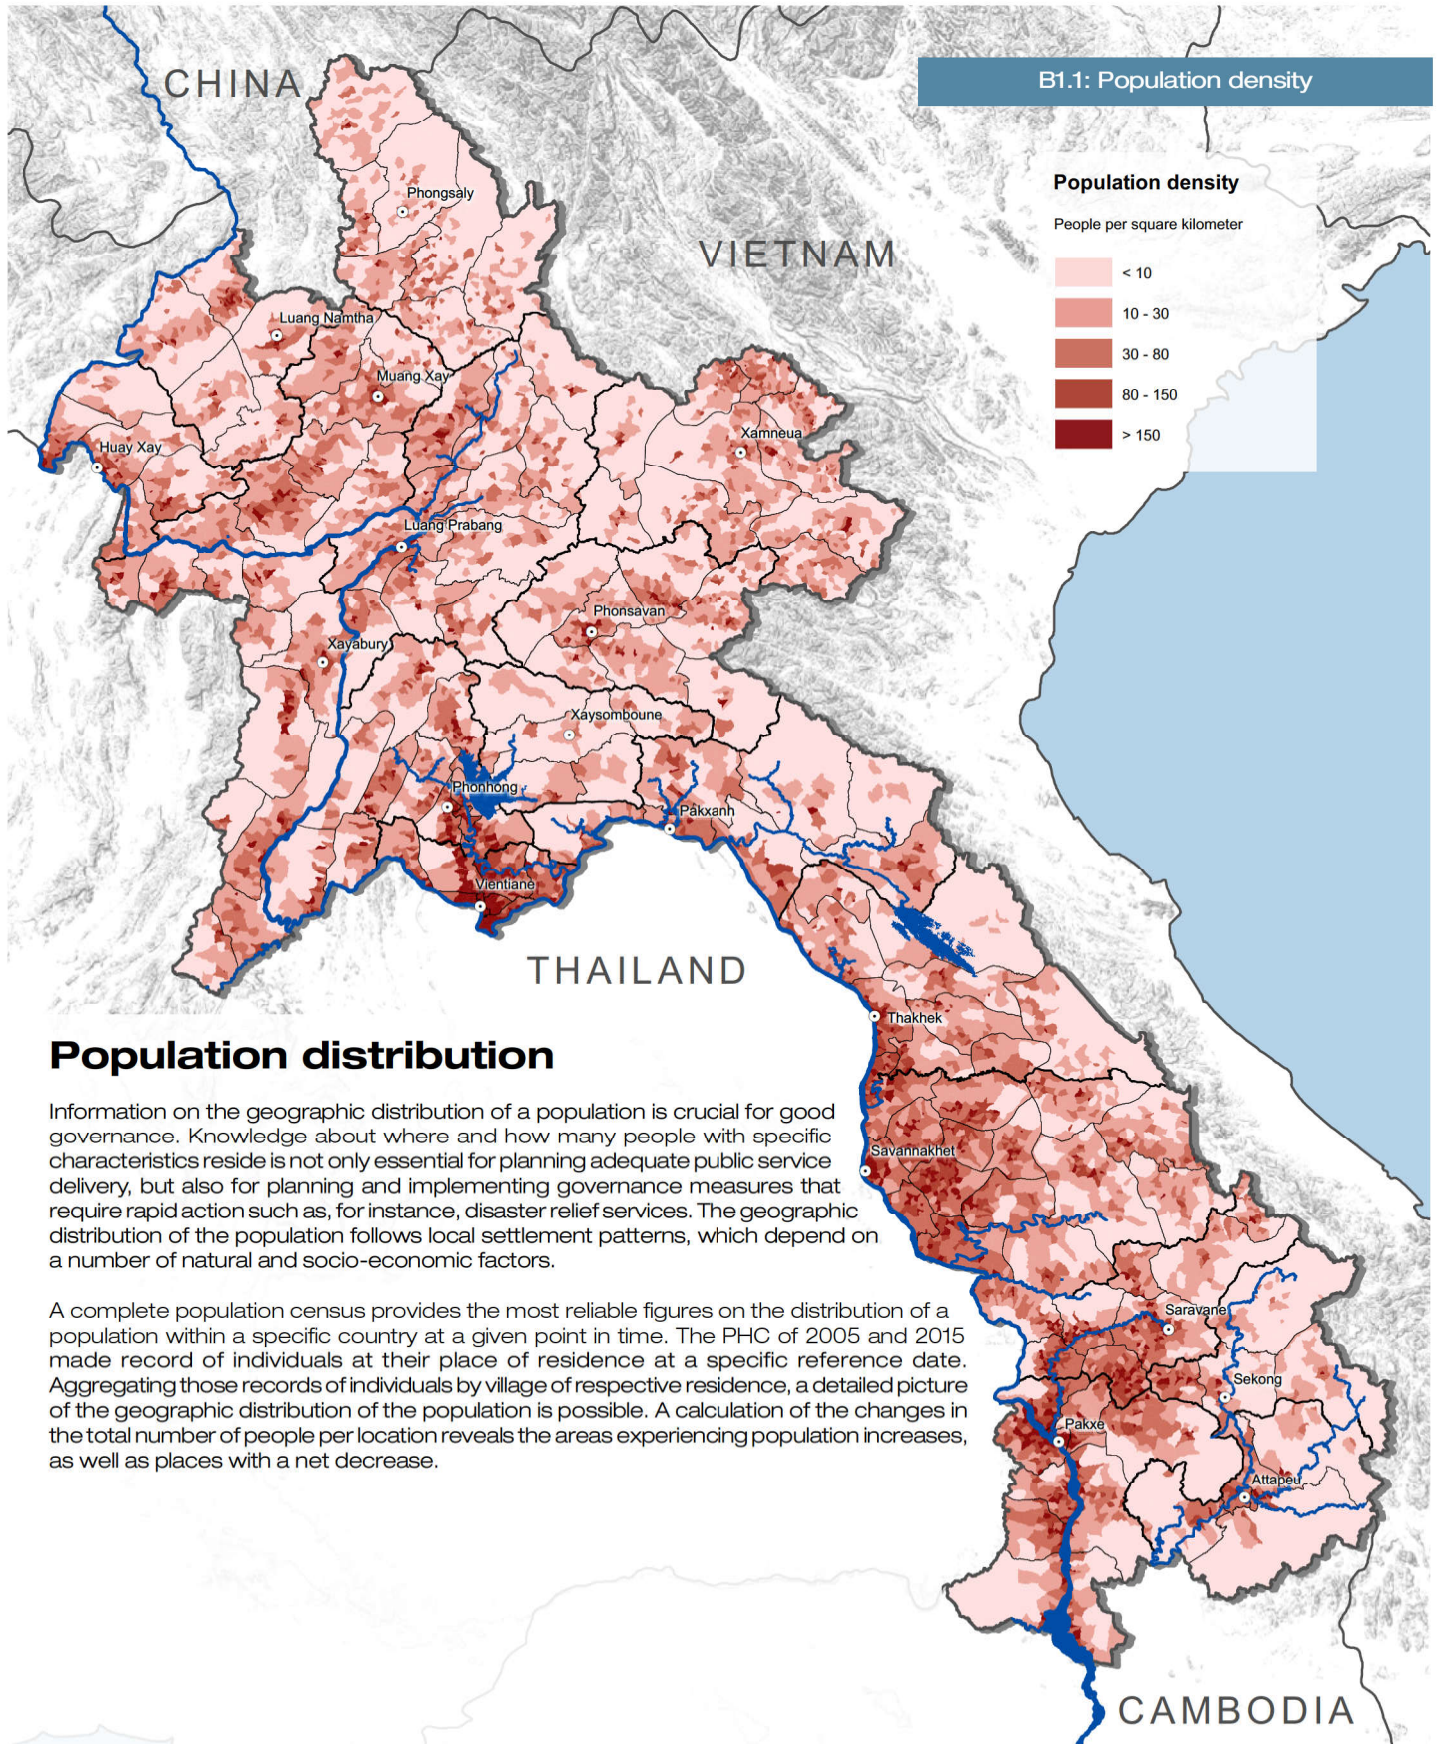 CHINA
B1.1: Population density
Population density
People per square kilometer
< 10
10 - 30
30 - 80
80 - 150
> 150
VIETNAM
Phongsaly
Luang Namtha
Muang Xay
Huay Xay
Xamneua
Luang Prabang
Phonsavan
Xayabury
Xaysomboune
Phonhong
Pakxanh
Vientiane
THAILAND
Thakhek
Savannakhet
Saravane
Sekong
Pakxe
Attapeu
CAMBODIA
Population distribution
Information on the geographic distribution of a population is crucial for good
governance. Knowledge about where and how many people with specific
characteristics reside is not only essential for planning adequate public service
delivery, but also for planning and implementing governance measures that
require rapid action such as, for instance, disaster relief services. The geographic
distribution of the population follows local settlement patterns, which depend on
a number of natural and socio-economic factors.
A complete population census provides the most reliable figures on the distribution of a
population within a specific country at a given point in time. The PHC of 2005 and 2015
made record of individuals at their place of residence at a specific reference date.
Aggregating those records of individuals by village of respective residence, a detailed picture
of the geographic distribution of the population is possible. A calculation of the changes in
the total number of people per location reveals the areas experiencing population increases,
as well as places with a net decrease.